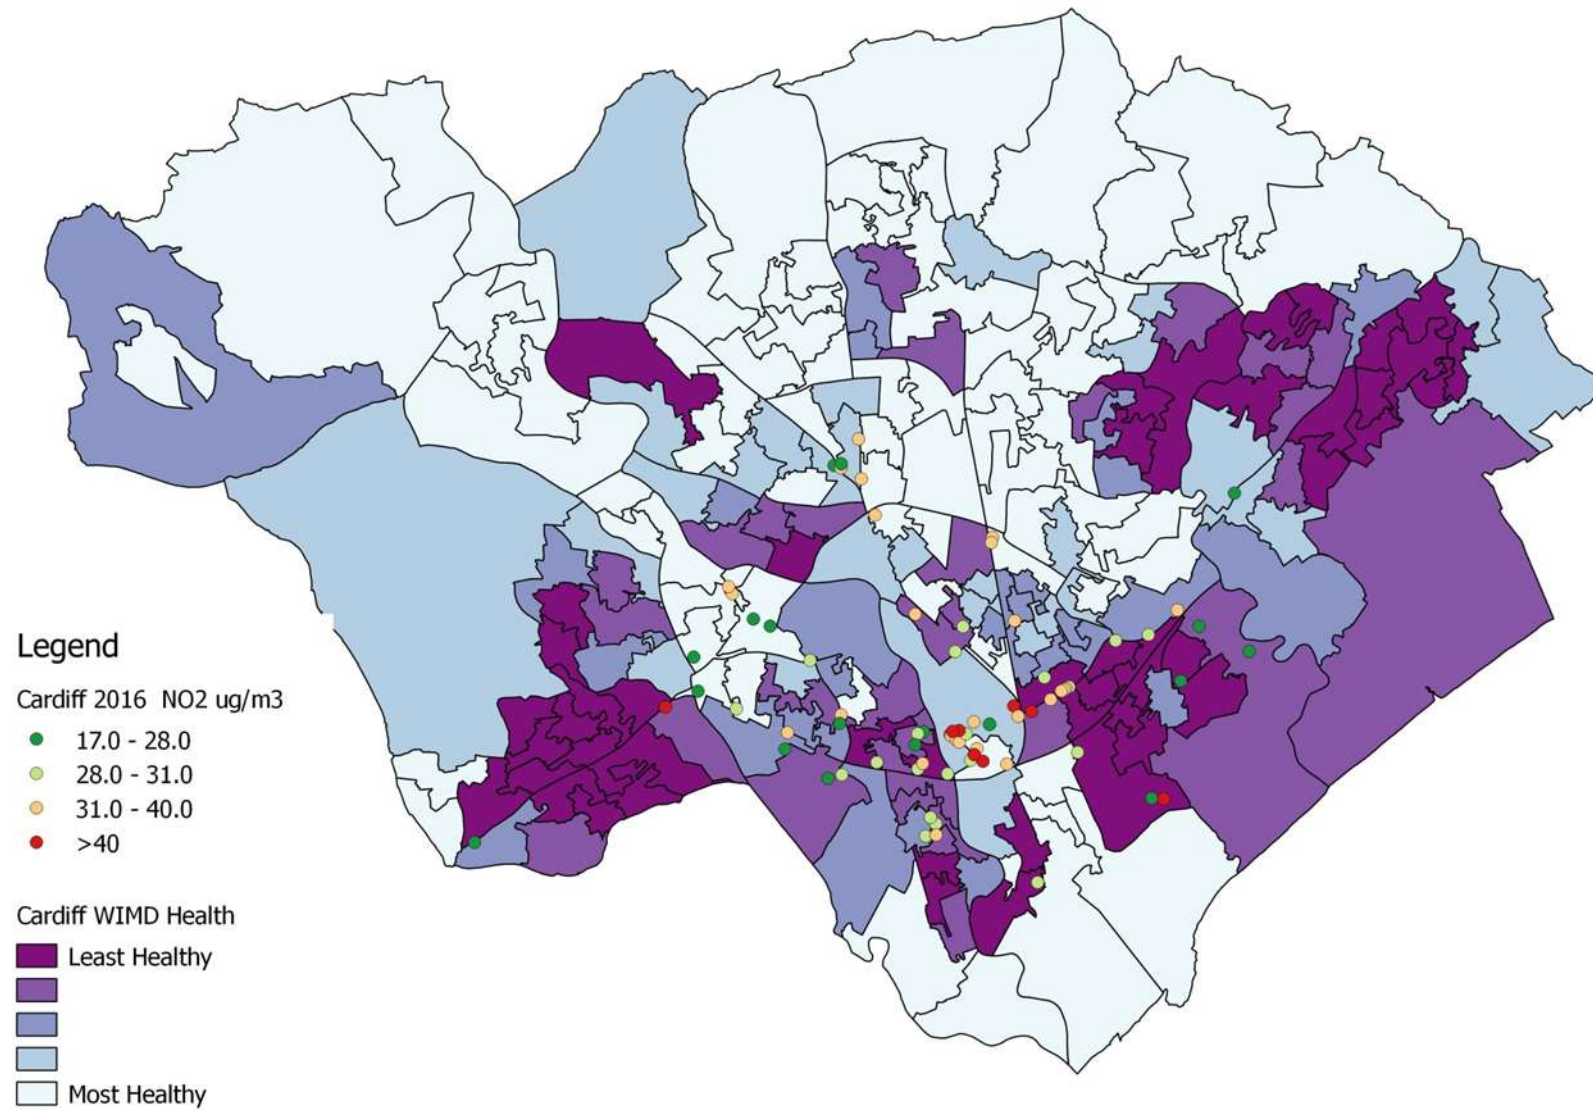 Legend
Cardiff 2016 NO2 ug/m3
17.0 - 28.0
28.0 - 31.0
31.0 - 40.0
>40
Cardiff WIMD Health
Least Healthy
Most Healthy